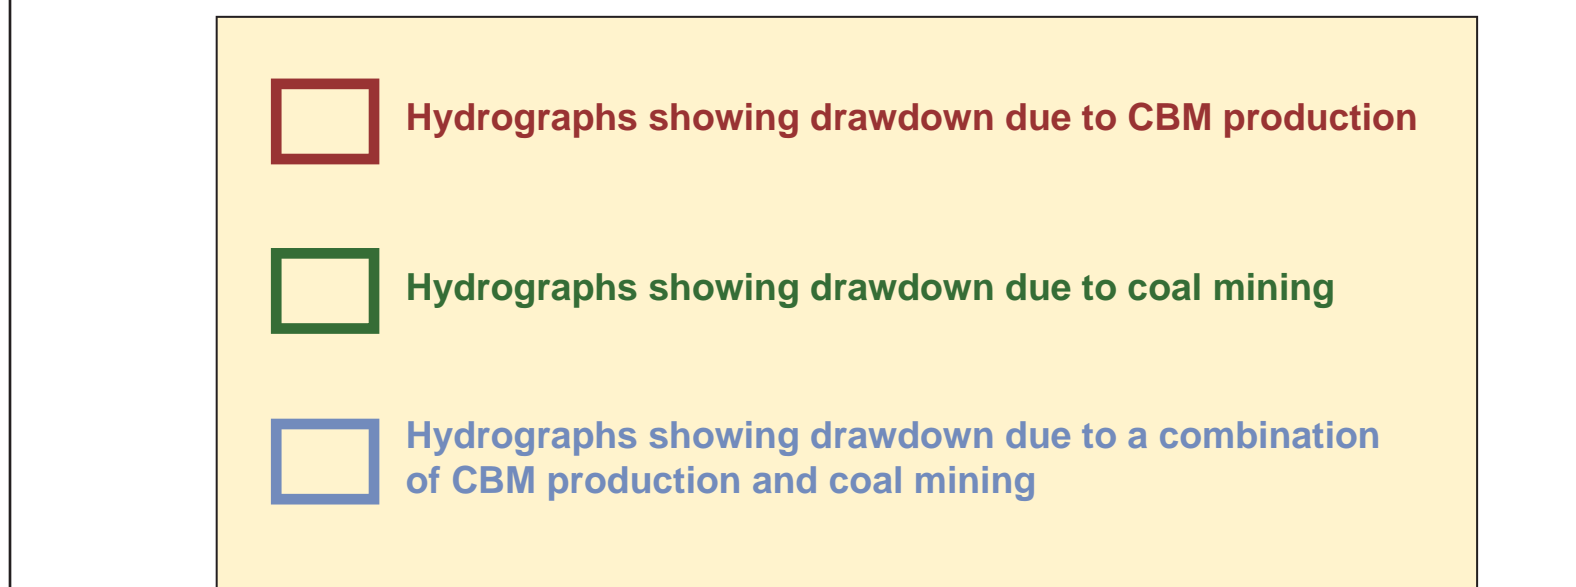 Hydrographs showing drawdown due to CBM production
Hydrographs showing drawdown due to coal mining
Hydrographs showing drawdown due to a combination
of CBM production and coal mining